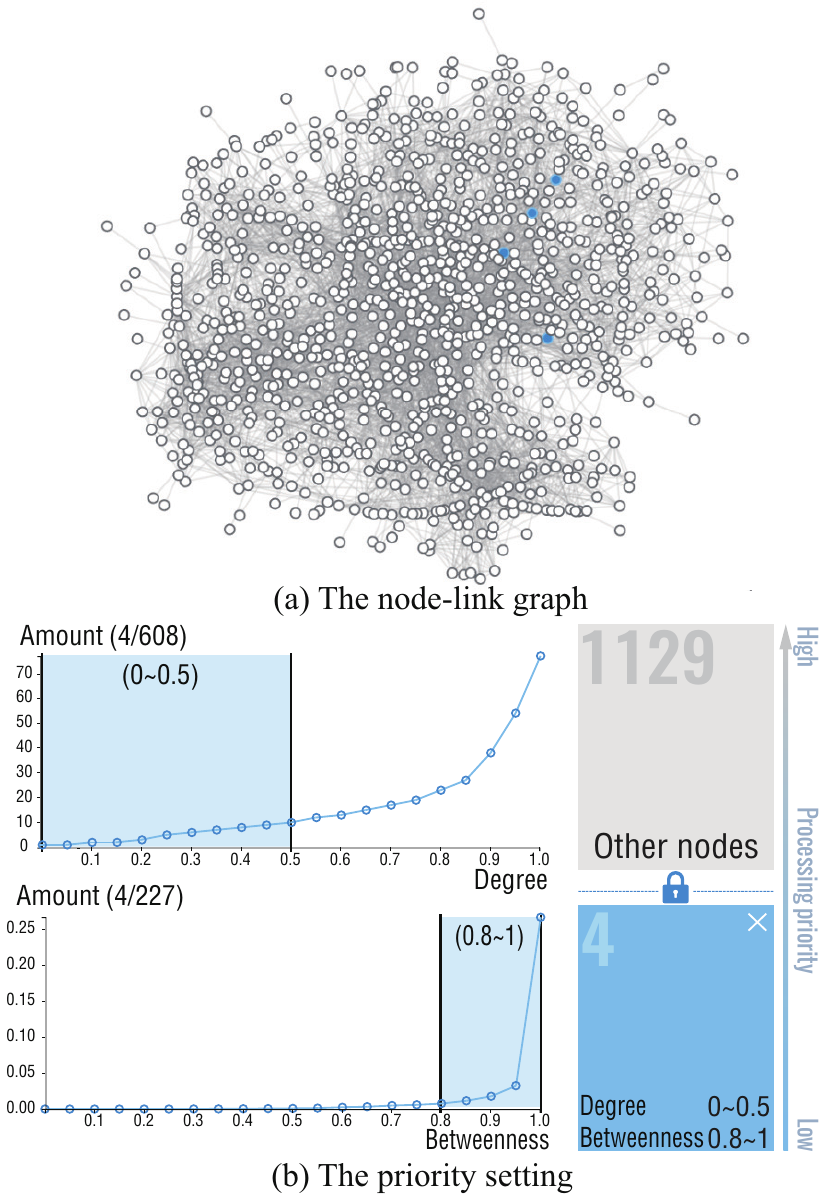 (a) The node-link graph
Amount (4/608)
(0~0.5)
70
60
50
40
30
20
10
0
0.1 0.2 0.3 0.4 0.5 0.6 0.7 0.8 0.9 1.0
Degree
Amount (4/227)
(0.8~1)
0.25
0.20
0.15
0.10
0.05
0.00
0.1 0.2 0.3 0.4 0.5 0.6 0.7 0.8 0.9 1.0
Betweenness
1129
Other nodes
4
Degree 0~0.5
Betweenness 0.8~1
High
Processing priority
Low
(b) The priority setting